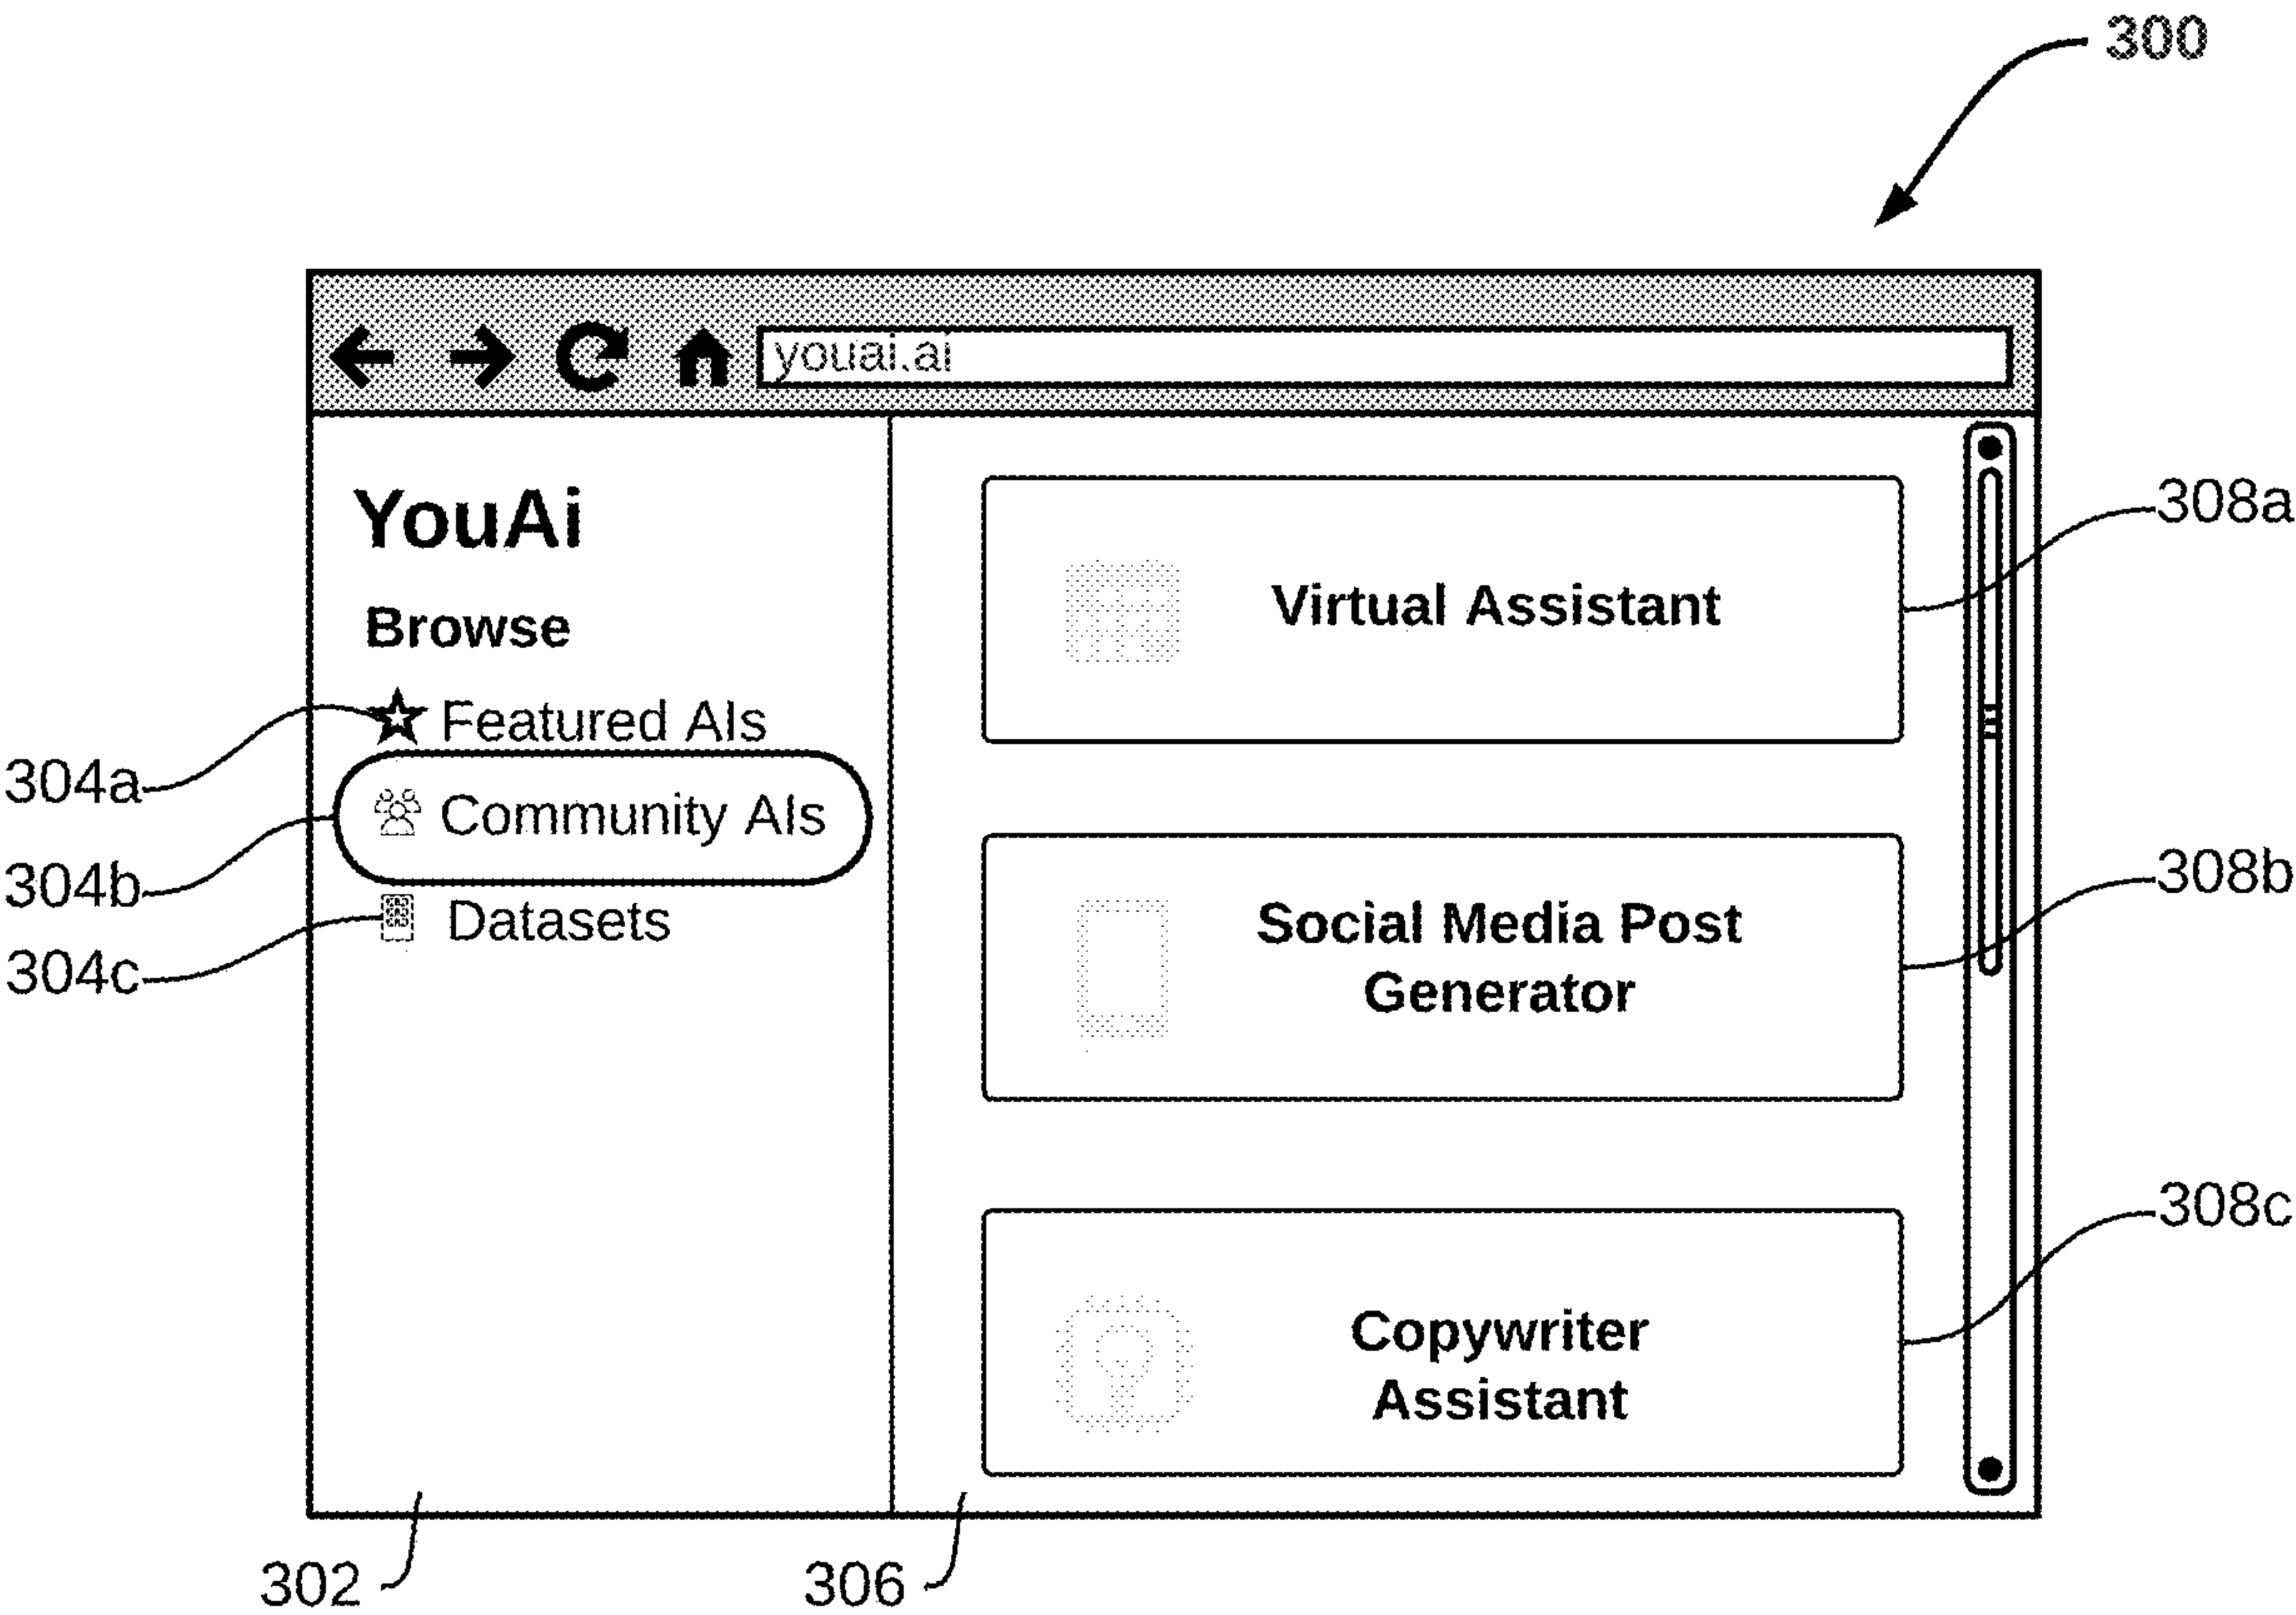 300
youai.ai
YouAi
Browse
Featured AIs
Community AIs
Datasets
304a
304b
304c
Virtual Assistant
Social Media Post
Generator
Copywriter
Assistant
308a
308b
308c
302
306